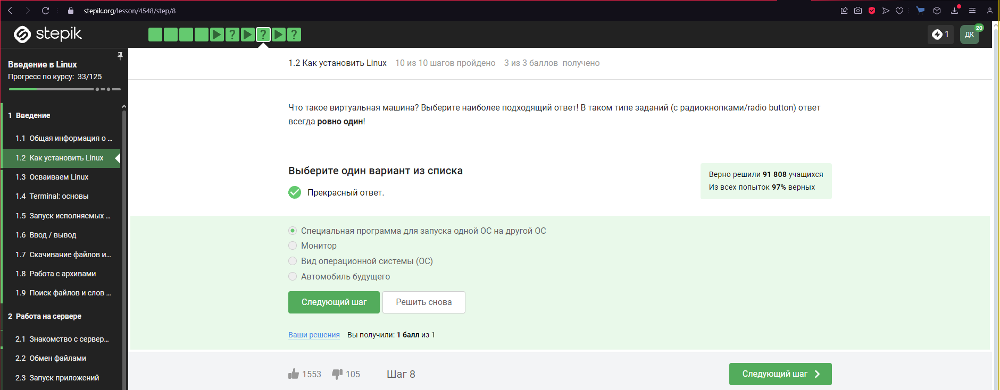 stepik.org/lesson/4548/step/8
stepik
1
ДК
20
Введение в Linux
Прогресс по курсу: 33/125
1 Введение
1.1 Общая информация о ...
1.2 Как установить Linux
1.3 Осваиваем Linux
1.4 Terminal: основы
1.5 Запуск исполняемых ...
1.6 Ввод / вывод
1.7 Скачивание файлов и...
1.8 Работа с архивами
1.9 Поиск файлов и слов ...
2 Работа на сервере
2.1 Знакомство с сервер...
2.2 Обмен файлами
2.3 Запуск приложений
1.2 Как установить Linux 10 из 10 шагов пройдено 3 из 3 баллов получено
Что такое виртуальная машина? Выберите наиболее подходящий ответ! В таком типе заданий (с радиокнопками/radio button) ответ
всегда ровно один!
Выберите один вариант из списка
Прекрасный ответ.
Верно решили 91 808 учащихся
Из всех попыток 97% верных
Специальная программа для запуска одной ОС на другой ОС
Монитор
Вид операционной системы (ОС)
Автомобиль будущего
Следующий шаг
Решить снова
Ваши решения Вы получили: 1 балл из 1
1553
105
Шаг 8
Следующий шаг